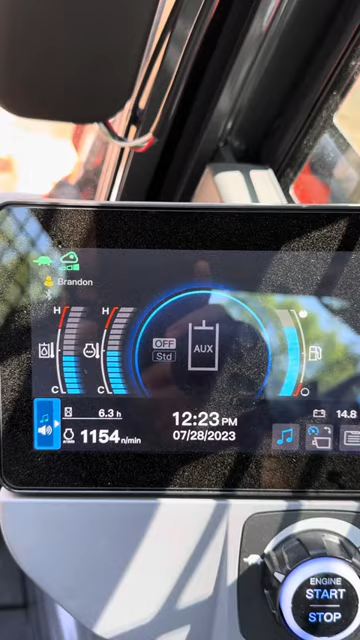 Brandon
H
H
OFF
Std
AUX
C
C
6.3 h
12:23 PM
14.8
1154 n/min
07/28/2023
ENGINE
START
STOP